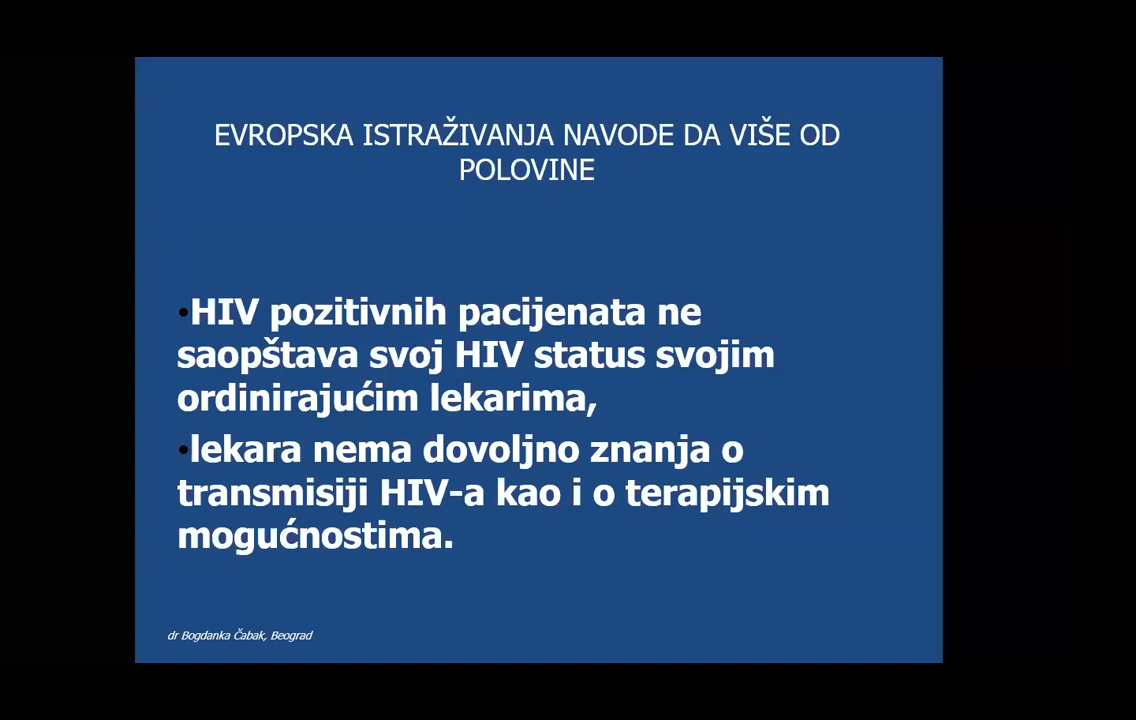 EVROPSKA ISTRAŽIVANJA NAVODE DA VIŠE OD
POLOVINE
•HIV pozitivnih pacijenata ne
saopštava svoj HIV status svojim
ordinirajućim lekarima,
•lekara nema dovoljno znanja o
transmisiji HIV-a kao i o terapijskim
mogućnostima.
dr Bogdanka Čabak, Beograd